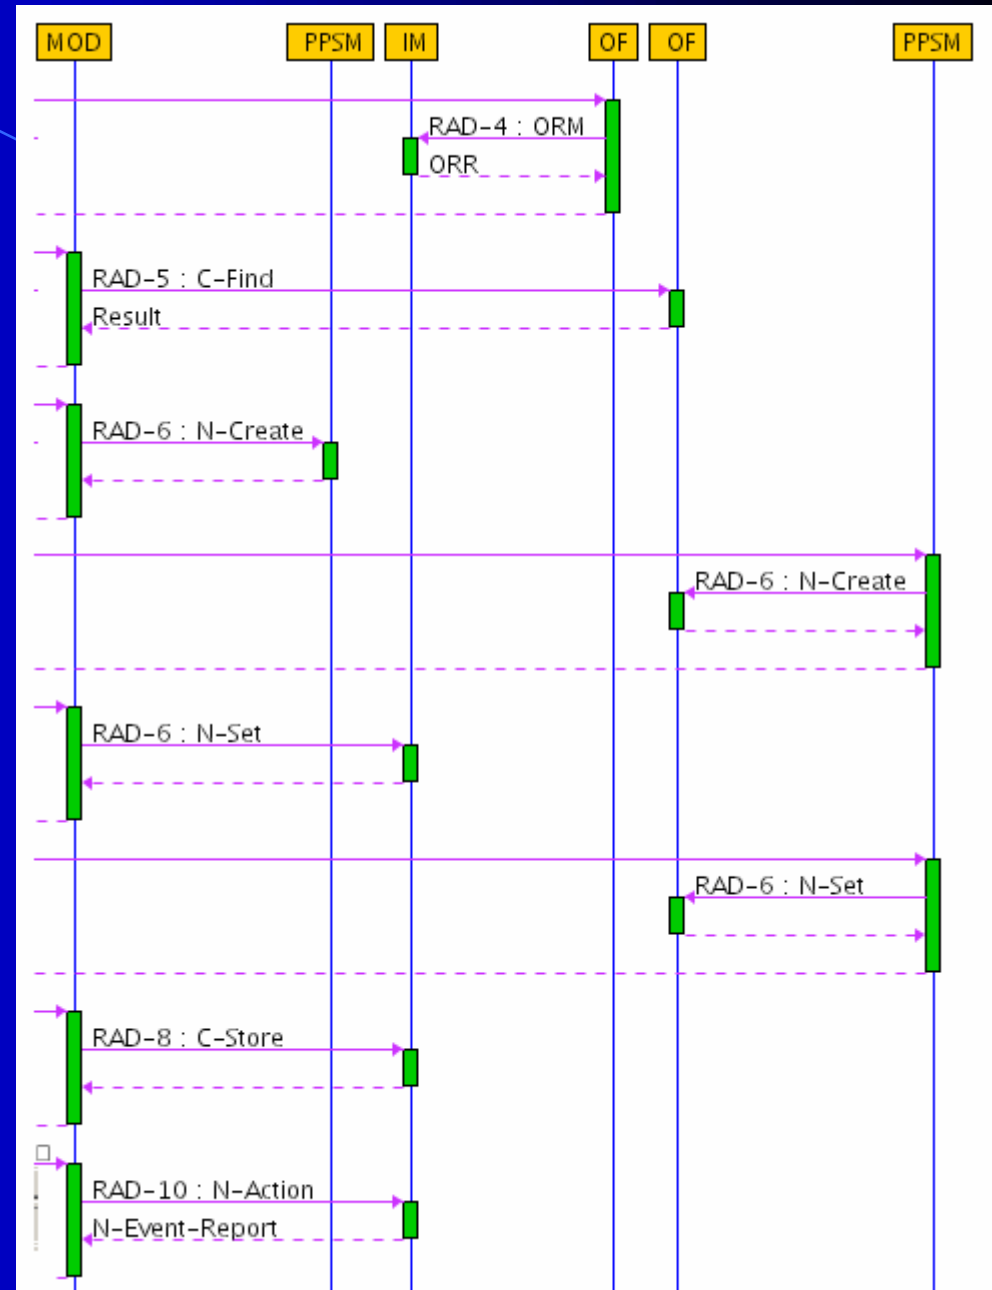 MOD PPSM IM OF OF PPSM
RAD-4 : ORM
ORR
RAD-5 : C-Find
Result
RAD-6 : N-Create
RAD-6 : N-Create
RAD-6 : N-Set
RAD-6 : N-Set
RAD-8 : C-Store
RAD-10 : N-Action
N-Event-Report